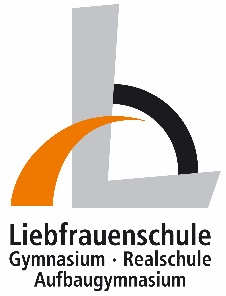 Liebfrauenschule
Gymnasium · Realschule
Aufbaugymnasium